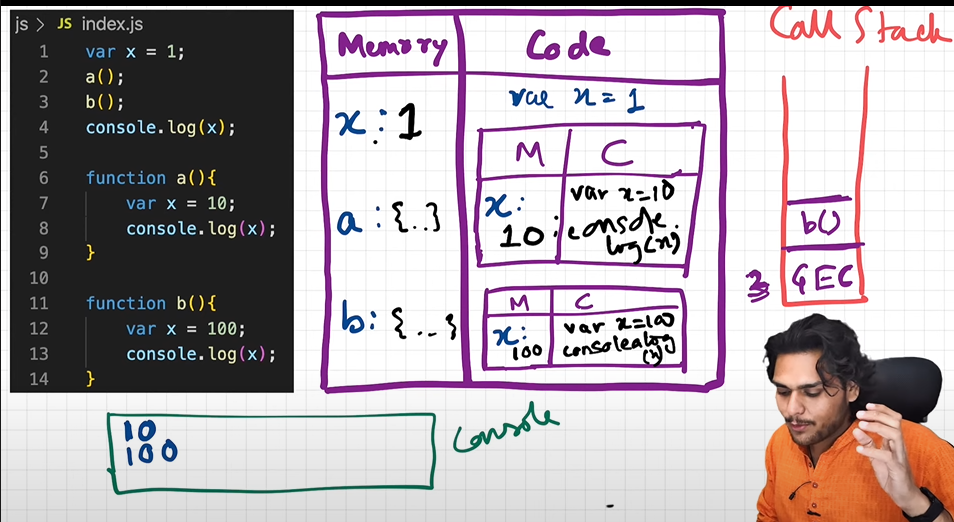 js > JS index.js
1 var x = 1;
2 a();
3 b();
4 console.log(x);
5
6 function a(){
7 var x = 10;
8 console.log(x);
9 }
10
11 function b(){
12 var x = 100;
13 console.log(x);
14 }
Memory
Code
x: 1
var x = 1
M
C
x:
10
var x=10
console.
log(x)
a: {..}
b: {...}
M
C
x:
100
var x=100
console.log
(x)
Call Stack
b()
GEC
10
100
Console